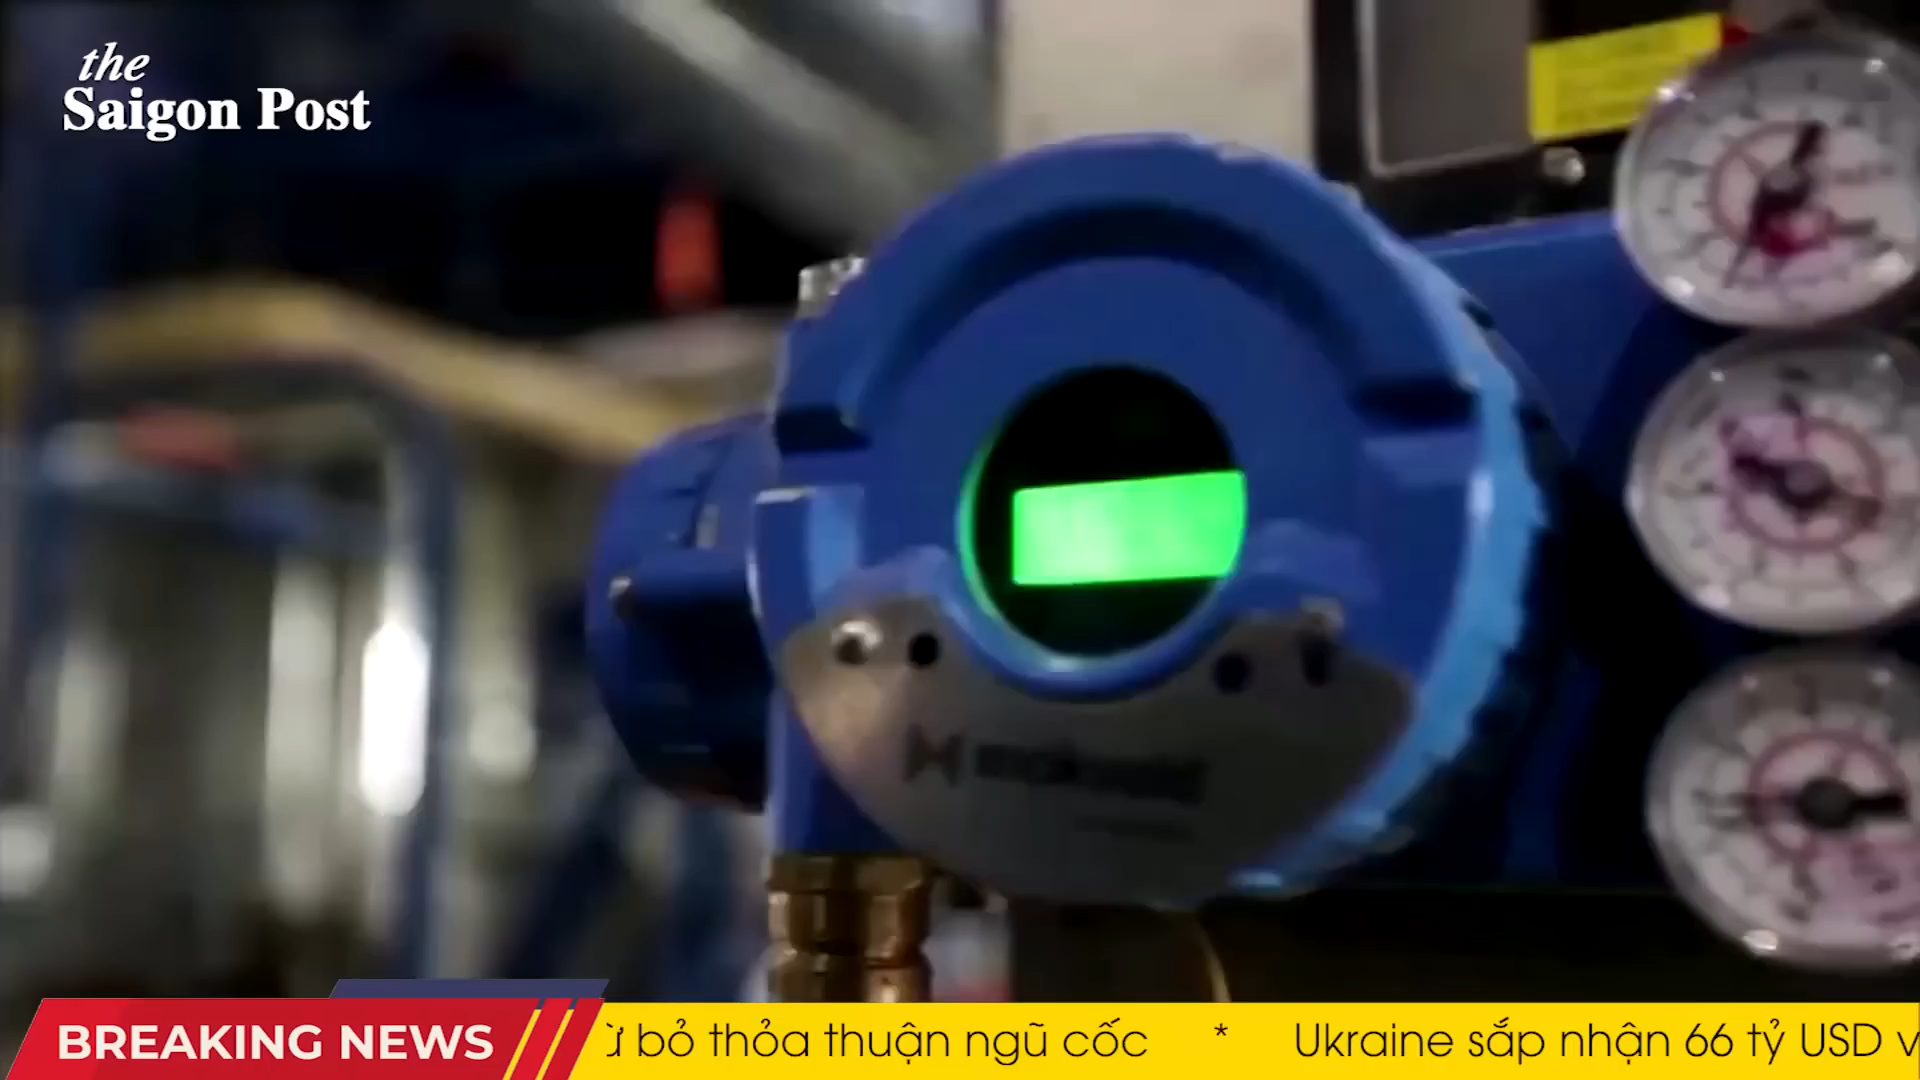 the
Saigon Post
BREAKING NEWS
ừ bỏ thỏa thuận ngũ cốc * Ukraine sắp nhận 66 tỷ USD v